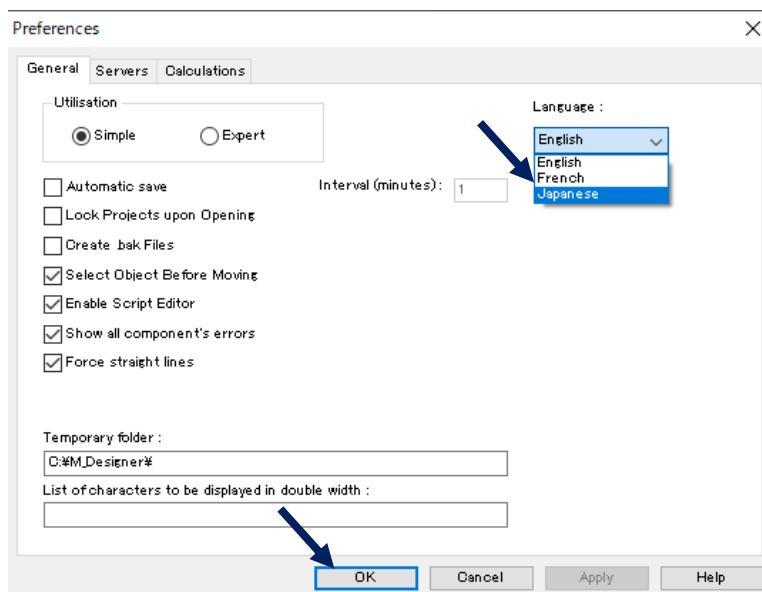 Preferences
General Servers Calculations
Utilisation
Simple Expert
Language :
English
English
French
Japanese
Automatic save Interval (minutes): 1
Lock Projects upon Opening
Create .bak Files
Select Object Before Moving
Enable Script Editor
Show all component's errors
Force straight lines
Temporary folder :
C:¥M_Designer¥
List of characters to be displayed in double width :
OK Cancel Apply Help